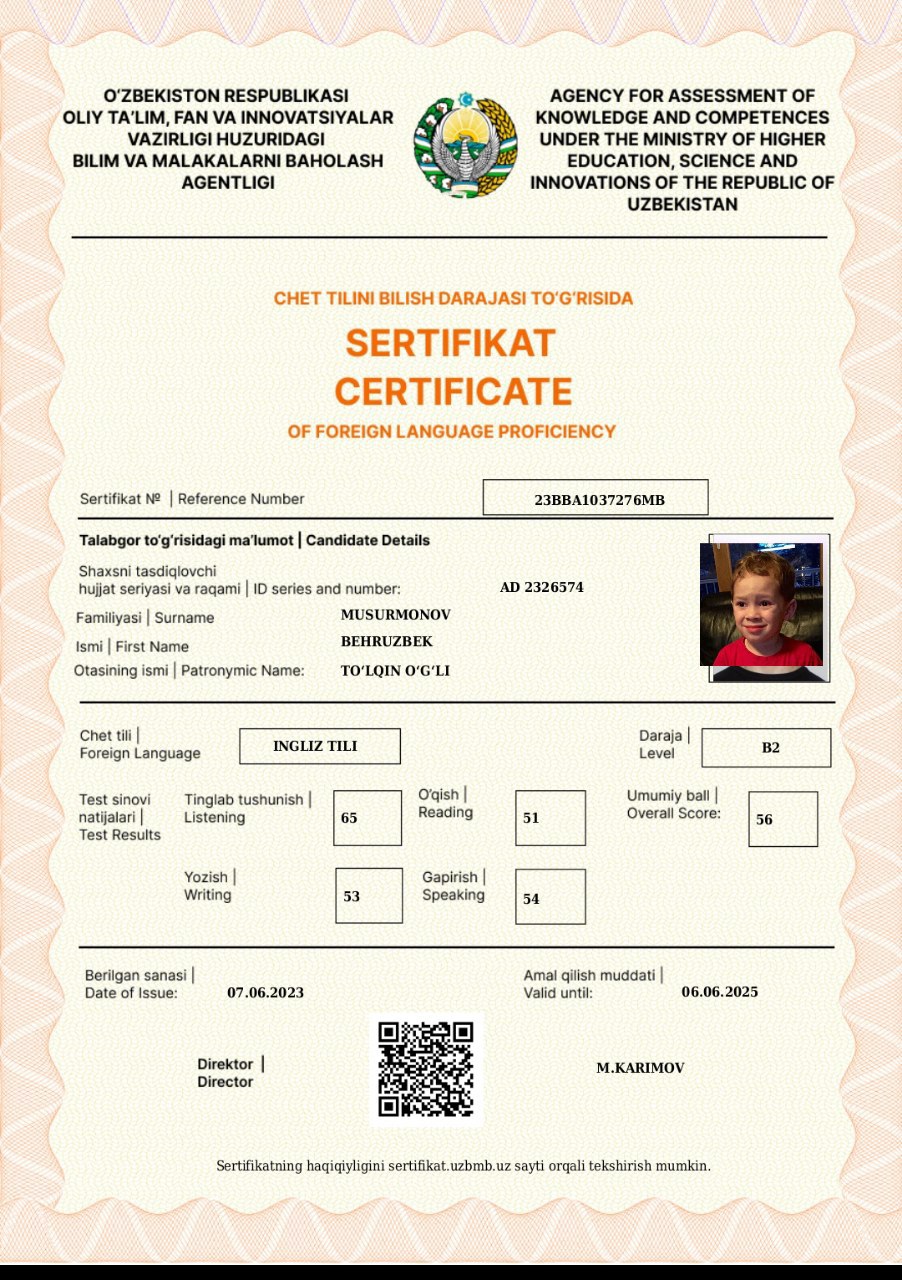 O‘ZBEKISTON RESPUBLIKASI
OLIY TA’LIM, FAN VA INNOVATSIYALAR
VAZIRLIGI HUZURIDAGI
BILIM VA MALAKALARNI BAHOLASH
AGENTLIGI
AGENCY FOR ASSESSMENT OF
KNOWLEDGE AND COMPETENCES
UNDER THE MINISTRY OF HIGHER
EDUCATION, SCIENCE AND
INNOVATIONS OF THE REPUBLIC OF
UZBEKISTAN
CHET TILINI BILISH DARAJASI TO‘G‘RISIDA
SERTIFIKAT
CERTIFICATE
OF FOREIGN LANGUAGE PROFICIENCY
Sertifikat № | Reference Number 23BBA1037276MB
Talabgor to‘g‘risidagi ma’lumot | Candidate Details
Shaxsni tasdiqlovchi
hujjat seriyasi va raqami | ID series and number: AD 2326574
Familiyasi | Surname MUSURMONOV
Ismi | First Name BEHRUZBEK
Otasining ismi | Patronymic Name: TO‘LQIN O‘G‘LI
Chet tili |
Foreign Language INGLIZ TILI
Daraja |
Level B2
Test sinovi
natijalari |
Test Results
Tinglab tushunish |
Listening 65
O‘qish |
Reading 51
Umumiy ball |
Overall Score: 56
Yozish |
Writing 53
Gapirish |
Speaking 54
Berilgan sanasi |
Date of Issue: 07.06.2023
Amal qilish muddati |
Valid until: 06.06.2025
Direktor |
Director
M.KARIMOV
Sertifikatning haqiqiyligini sertifikat.uzbmb.uz sayti orqali tekshirish mumkin.